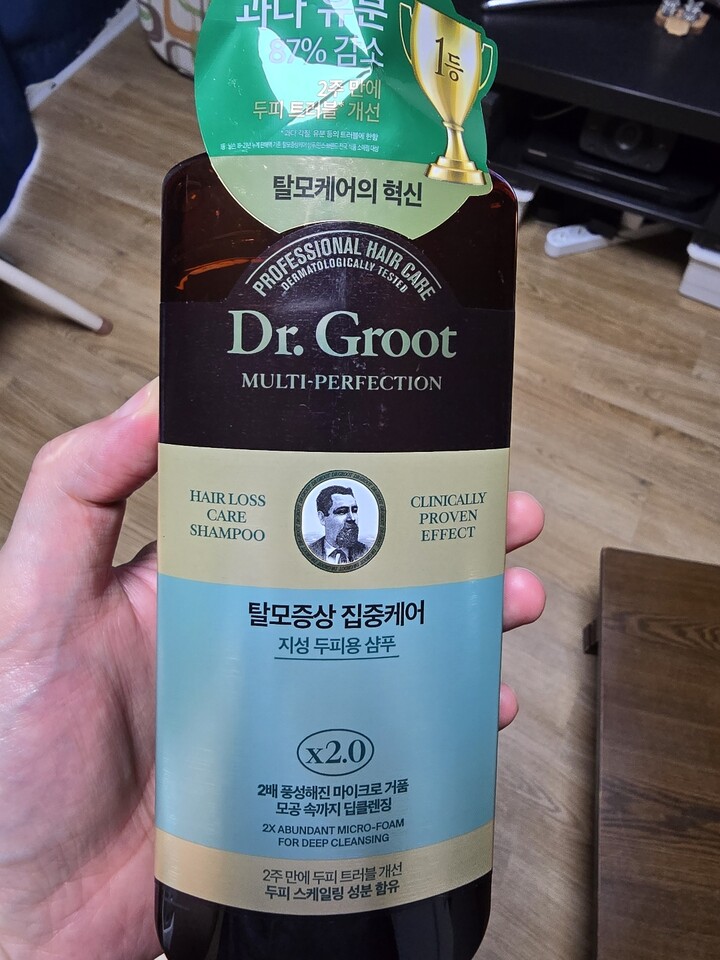 과다 유분
87% 감소
2주 만에
두피 트러블* 개선
1등
탈모케어의 혁신
PROFESSIONAL HAIR CARE
DERMATOLOGICALLY TESTED
Dr. Groot
MULTI-PERFECTION
HAIR LOSS
CARE
SHAMPOO
CLINICALLY
PROVEN
EFFECT
탈모증상 집중케어
지성 두피용 샴푸
x2.0
2배 풍성해진 마이크로 거품
모공 속까지 딥클렌징
2X ABUNDANT MICRO-FOAM
FOR DEEP CLEANSING
2주 만에 두피 트러블 개선
두피 스케일링 성분 함유